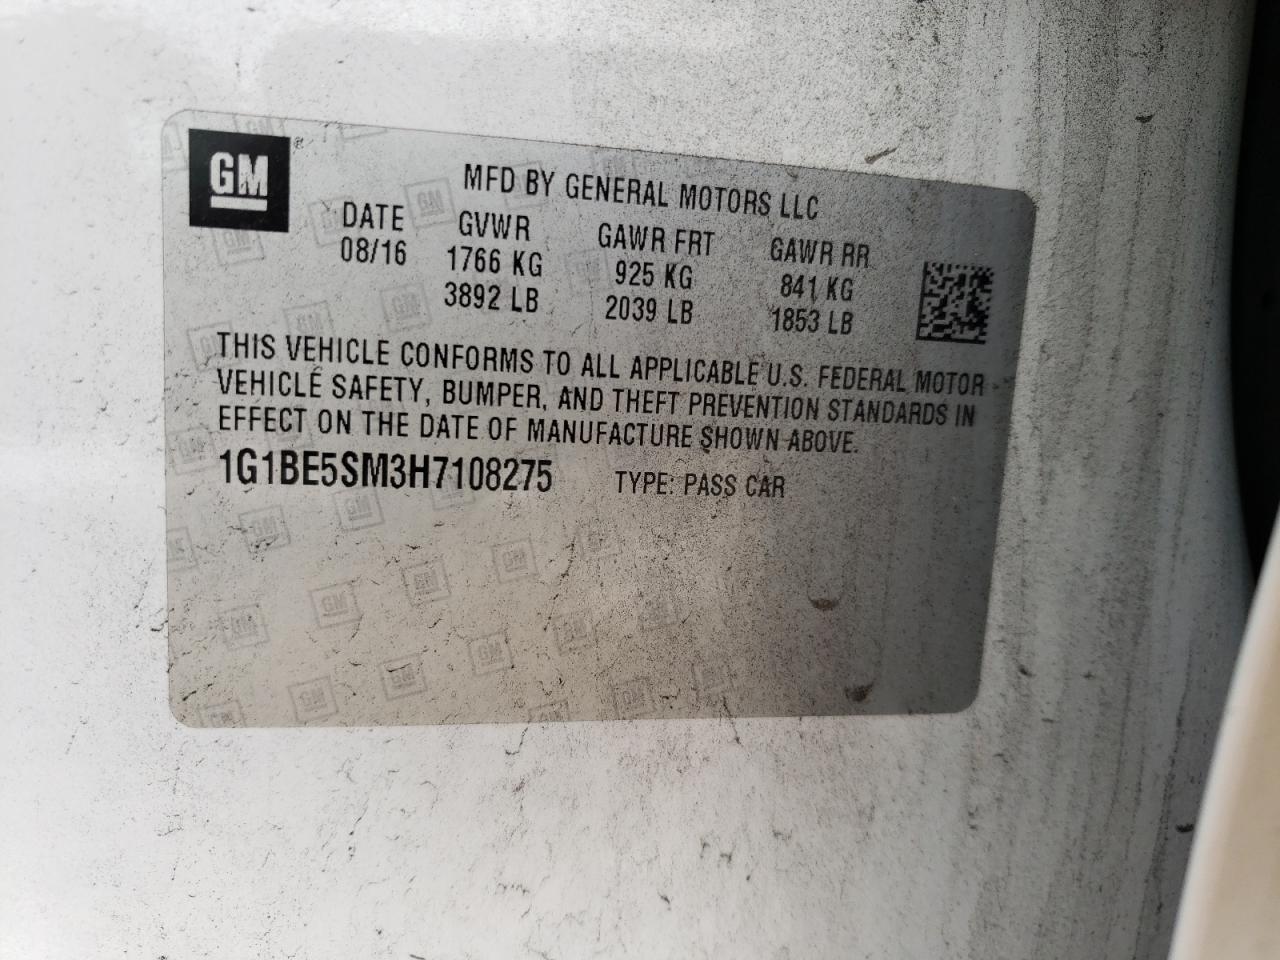 GM
MFD BY GENERAL MOTORS LLC
DATE GVWR GAWR FRT GAWR RR
08/16 1766 KG 925 KG 841 KG
3892 LB 2039 LB 1853 LB
THIS VEHICLE CONFORMS TO ALL APPLICABLE U.S. FEDERAL MOTOR
VEHICLE SAFETY, BUMPER, AND THEFT PREVENTION STANDARDS IN
EFFECT ON THE DATE OF MANUFACTURE SHOWN ABOVE.
1G1BE5SM3H7108275 TYPE: PASS CAR